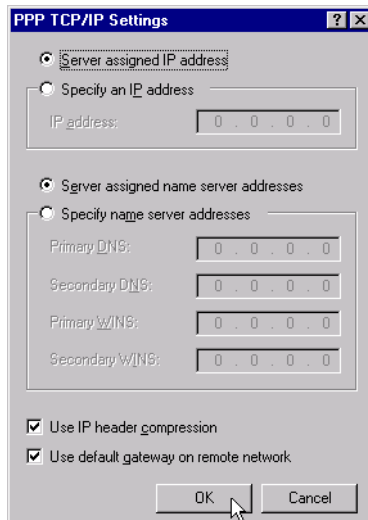 PPP TCP/IP Settings
Server assigned IP address
Specify an IP address
IP address: 0 . 0 . 0 . 0
Server assigned name server addresses
Specify name server addresses
Primary DNS: 0 . 0 . 0 . 0
Secondary DNS: 0 . 0 . 0 . 0
Primary WINS: 0 . 0 . 0 . 0
Secondary WINS: 0 . 0 . 0 . 0
Use IP header compression
Use default gateway on remote network
OK Cancel